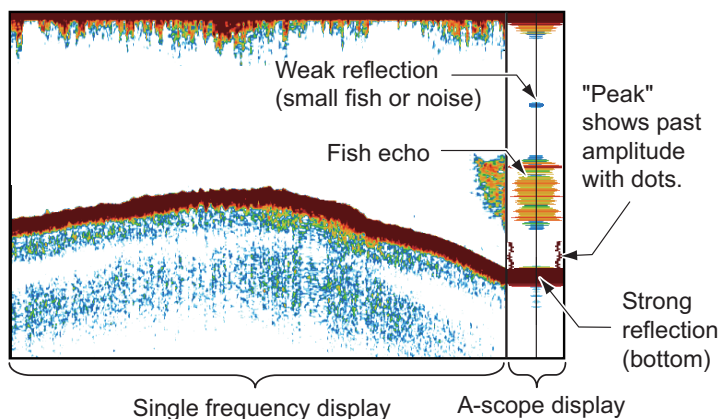 Weak reflection
(small fish or noise)
Fish echo
"Peak"
shows past
amplitude
with dots.
Strong
reflection
(bottom)
Single frequency display
A-scope display